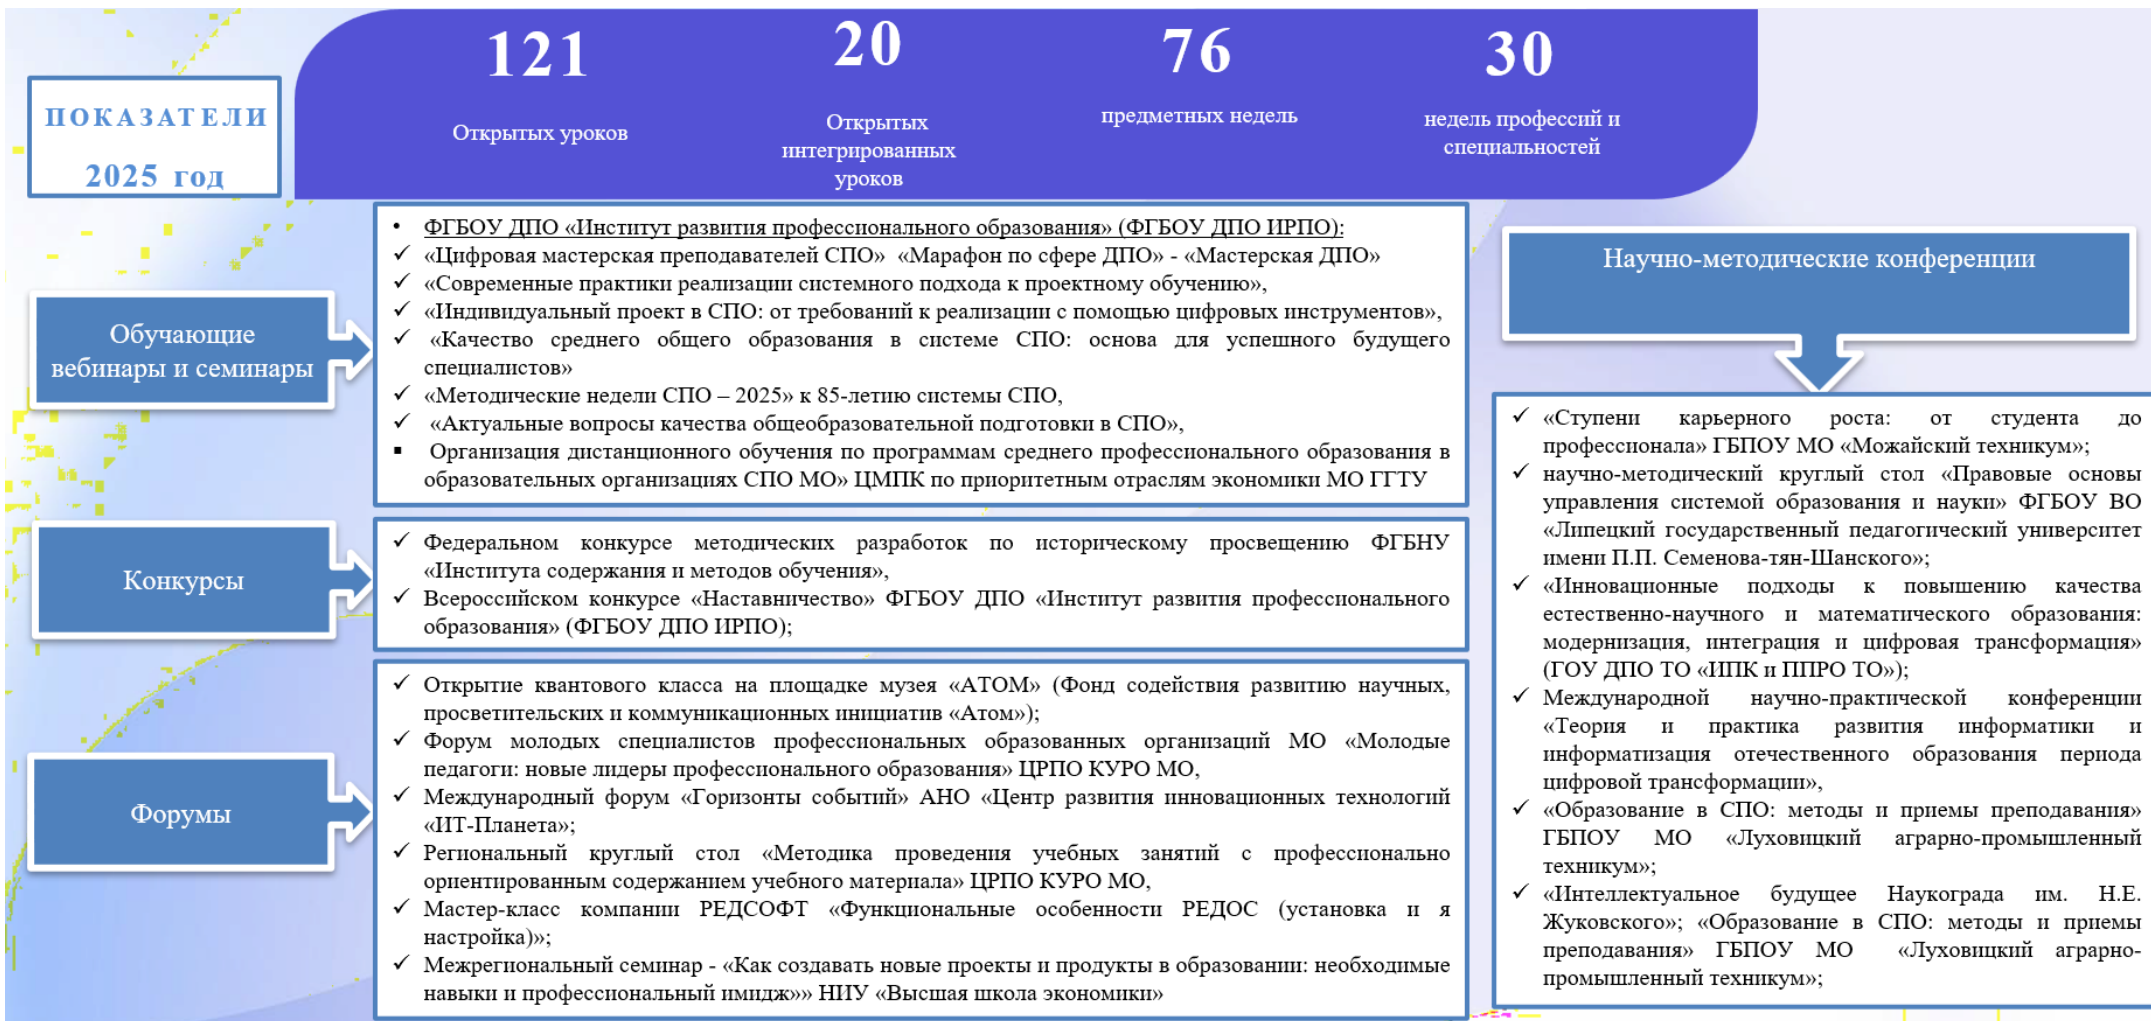 ПОКАЗАТЕЛИ
2025 год
121
Открытых уроков
20
Открытых
интегрированных
уроков
76
предметных недель
30
недель профессий и
специальностей
Обучающие
вебинары и семинары
• ФГБОУ ДПО «Институт развития профессионального образования» (ФГБОУ ДПО ИРПО):
✓ «Цифровая мастерская преподавателей СПО» «Марафон по сфере ДПО» - «Мастерская ДПО»
✓ «Современные практики реализации системного подхода к проектному обучению»,
✓ «Индивидуальный проект в СПО: от требований к реализации с помощью цифровых инструментов»,
✓ «Качество среднего общего образования в системе СПО: основа для успешного будущего
специалистов»
✓ «Методические недели СПО – 2025» к 85-летию системы СПО,
✓ «Актуальные вопросы качества общеобразовательной подготовки в СПО»,
▪ Организация дистанционного обучения по программам среднего профессионального образования в
образовательных организациях СПО МО» ЦМПК по приоритетным отраслям экономики МО ГГТУ
Конкурсы
✓ Федеральном конкурсе методических разработок по историческому просвещению ФГБНУ
«Института содержания и методов обучения»,
✓ Всероссийском конкурсе «Наставничество» ФГБОУ ДПО «Институт развития профессионального
образования» (ФГБОУ ДПО ИРПО);
Форумы
✓ Открытие квантового класса на площадке музея «АТОМ» (Фонд содействия развитию научных,
просветительских и коммуникационных инициатив «Атом»);
✓ Форум молодых специалистов профессиональных образованных организаций МО «Молодые
педагоги: новые лидеры профессионального образования» ЦРПО КУРО МО,
✓ Международный форум «Горизонты событий» АНО «Центр развития инновационных технологий
«ИТ-Планета»;
✓ Региональный круглый стол «Методика проведения учебных занятий с профессионально
ориентированным содержанием учебного материала» ЦРПО КУРО МО,
✓ Мастер-класс компании РЕДСОФТ «Функциональные особенности РЕДОС (установка и я
настройка)»;
✓ Межрегиональный семинар - «Как создавать новые проекты и продукты в образовании: необходимые
навыки и профессиональный имидж»» НИУ «Высшая школа экономики»
Научно-методические конференции
✓ «Ступени карьерного роста: от студента до
профессионала» ГБПОУ МО «Можайский техникум»;
✓ научно-методический круглый стол «Правовые основы
управления системой образования и науки» ФГБОУ ВО
«Липецкий государственный педагогический университет
имени П.П. Семенова-тян-Шанского»;
✓ «Инновационные подходы к повышению качества
естественно-научного и математического образования:
модернизация, интеграция и цифровая трансформация»
(ГОУ ДПО ТО «ИПК и ППРО ТО»);
✓ Международной научно-практической конференции
«Теория и практика развития информатики и
информатизация отечественного образования периода
цифровой трансформации»,
✓ «Образование в СПО: методы и приемы преподавания»
ГБПОУ МО «Луховицкий аграрно-промышленный
техникум»;
✓ «Интеллектуальное будущее Наукограда им. Н.Е.
Жуковского»; «Образование в СПО: методы и приемы
преподавания» ГБПОУ МО «Луховицкий аграрно-
промышленный техникум»;